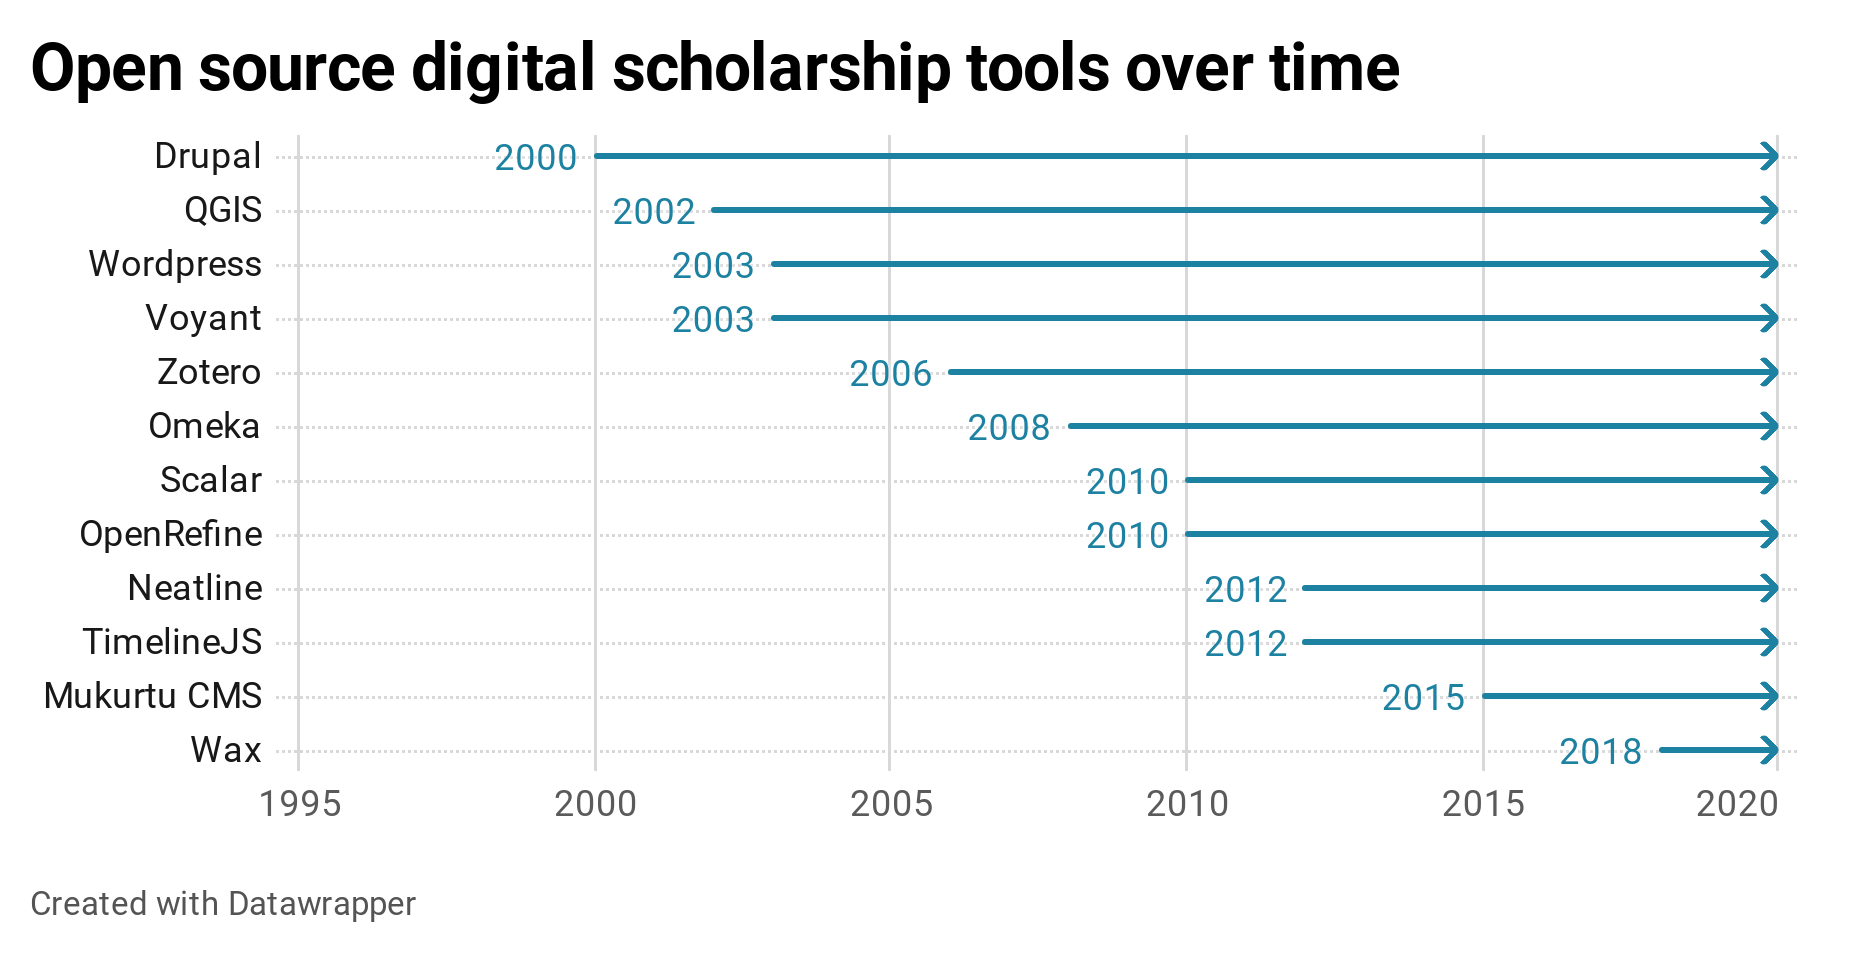 Open source digital scholarship tools over time
Drupal 2000
QGIS 2002
Wordpress 2003
Voyant 2003
Zotero 2006
Omeka 2008
Scalar 2010
OpenRefine 2010
Neatline 2012
TimelineJS 2012
Mukurtu CMS 2015
Wax 2018
1995 2000 2005 2010 2015 2020
Created with Datawrapper